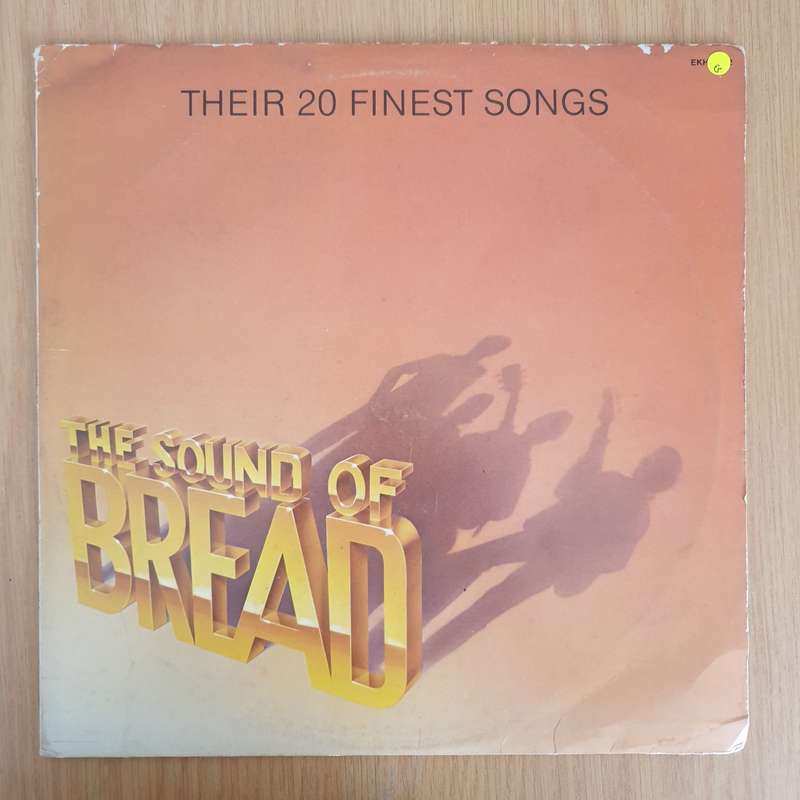 THEIR 20 FINEST SONGS
G
THE SOUND OF
BREAD